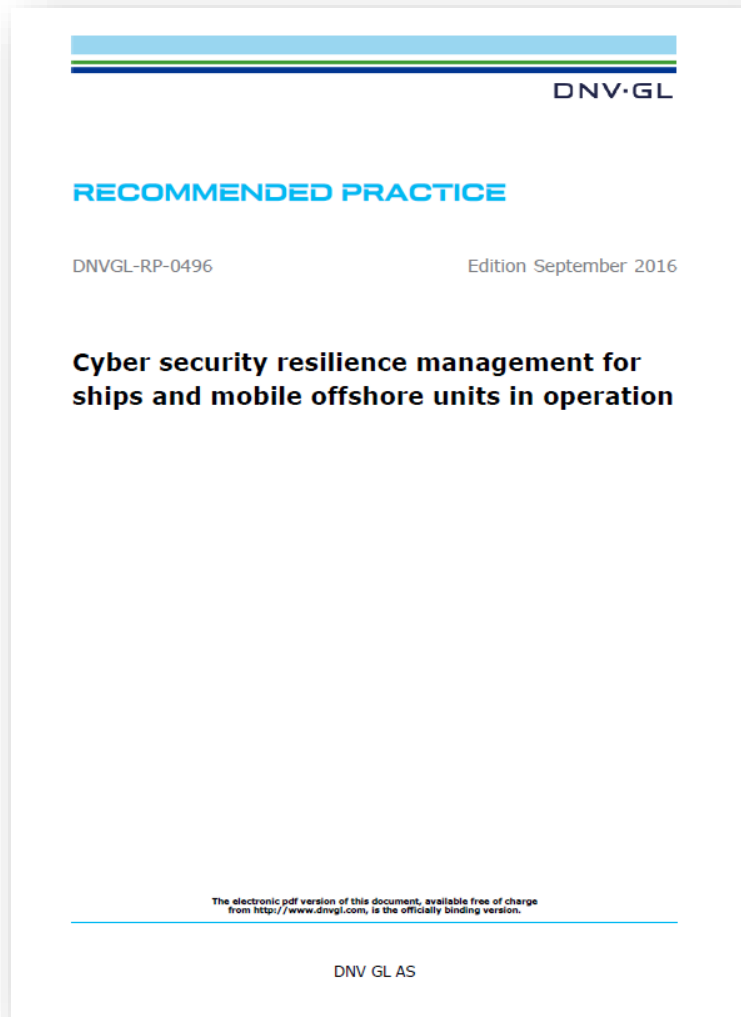 DNV·GL
RECOMMENDED PRACTICE
DNVGL-RP-0496 Edition September 2016
Cyber security resilience management for
ships and mobile offshore units in operation
The electronic pdf version of this document, available free of charge
from http://www.dnvgl.com, is the officially binding version.
DNV GL AS